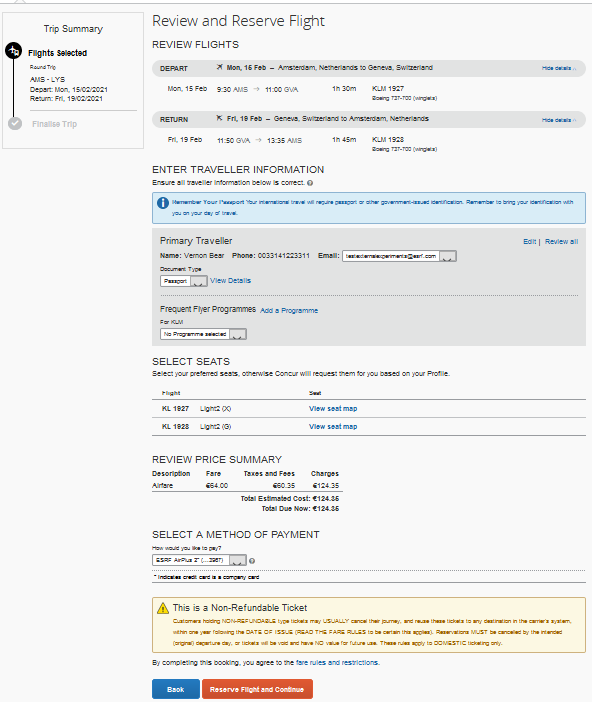 Trip Summary
Flights Selected
Round Trip
AMS - LYS
Depart: Mon, 15/02/2021
Return: Fri, 19/02/2021
Finalise Trip
Review and Reserve Flight
REVIEW FLIGHTS
DEPART Mon, 15 Feb – Amsterdam, Netherlands to Geneva, Switzerland Hide details
Mon, 15 Feb 9:30 AMS → 11:00 GVA 1h 30m KLM 1927
Boeing 737-700 (winglets)
RETURN Fri, 19 Feb – Geneva, Switzerland to Amsterdam, Netherlands Hide details
Fri, 19 Feb 11:50 GVA → 13:35 AMS 1h 45m KLM 1928
Boeing 737-700 (winglets)
ENTER TRAVELLER INFORMATION
Ensure all traveller information below is correct.
Remember Your Passport Your international travel will require passport or other government-issued identification. Remember to bring your identification with
you on your day of travel.
Primary Traveller Edit | Review all
Name: Vernon Bear Phone: 0033141223311 Email: testexternalexperiments@esrf.com
Document Type
Passport View Details
Frequent Flyer Programmes Add a Programme
For KLM
No Programme selected
SELECT SEATS
Select your preferred seats, otherwise Concur will request them for you based on your Profile.
Flight Seat
KL 1927 Light2 (X) View seat map
KL 1928 Light2 (G) View seat map
REVIEW PRICE SUMMARY
Description Fare Taxes and Fees Charges
Airfare €64.00 €60.35 €124.35
Total Estimated Cost: €124.35
Total Due Now: €124.35
SELECT A METHOD OF PAYMENT
How would you like to pay?
ESRF AirPlus 2* (...3967)
* Indicates credit card is a company card
This is a Non-Refundable Ticket
Customers holding NON-REFUNDABLE type tickets may USUALLY cancel their journey, and reuse these tickets to any destination in the carrier's system,
within one year following the DATE OF ISSUE (READ THE FARE RULES to be certain this applies). Reservations MUST be cancelled by the intended
(original) departure day, or tickets will be void and have NO value for future use. These rules apply to DOMESTIC ticketing only.
By completing this booking, you agree to the fare rules and restrictions.
Back Reserve Flight and Continue